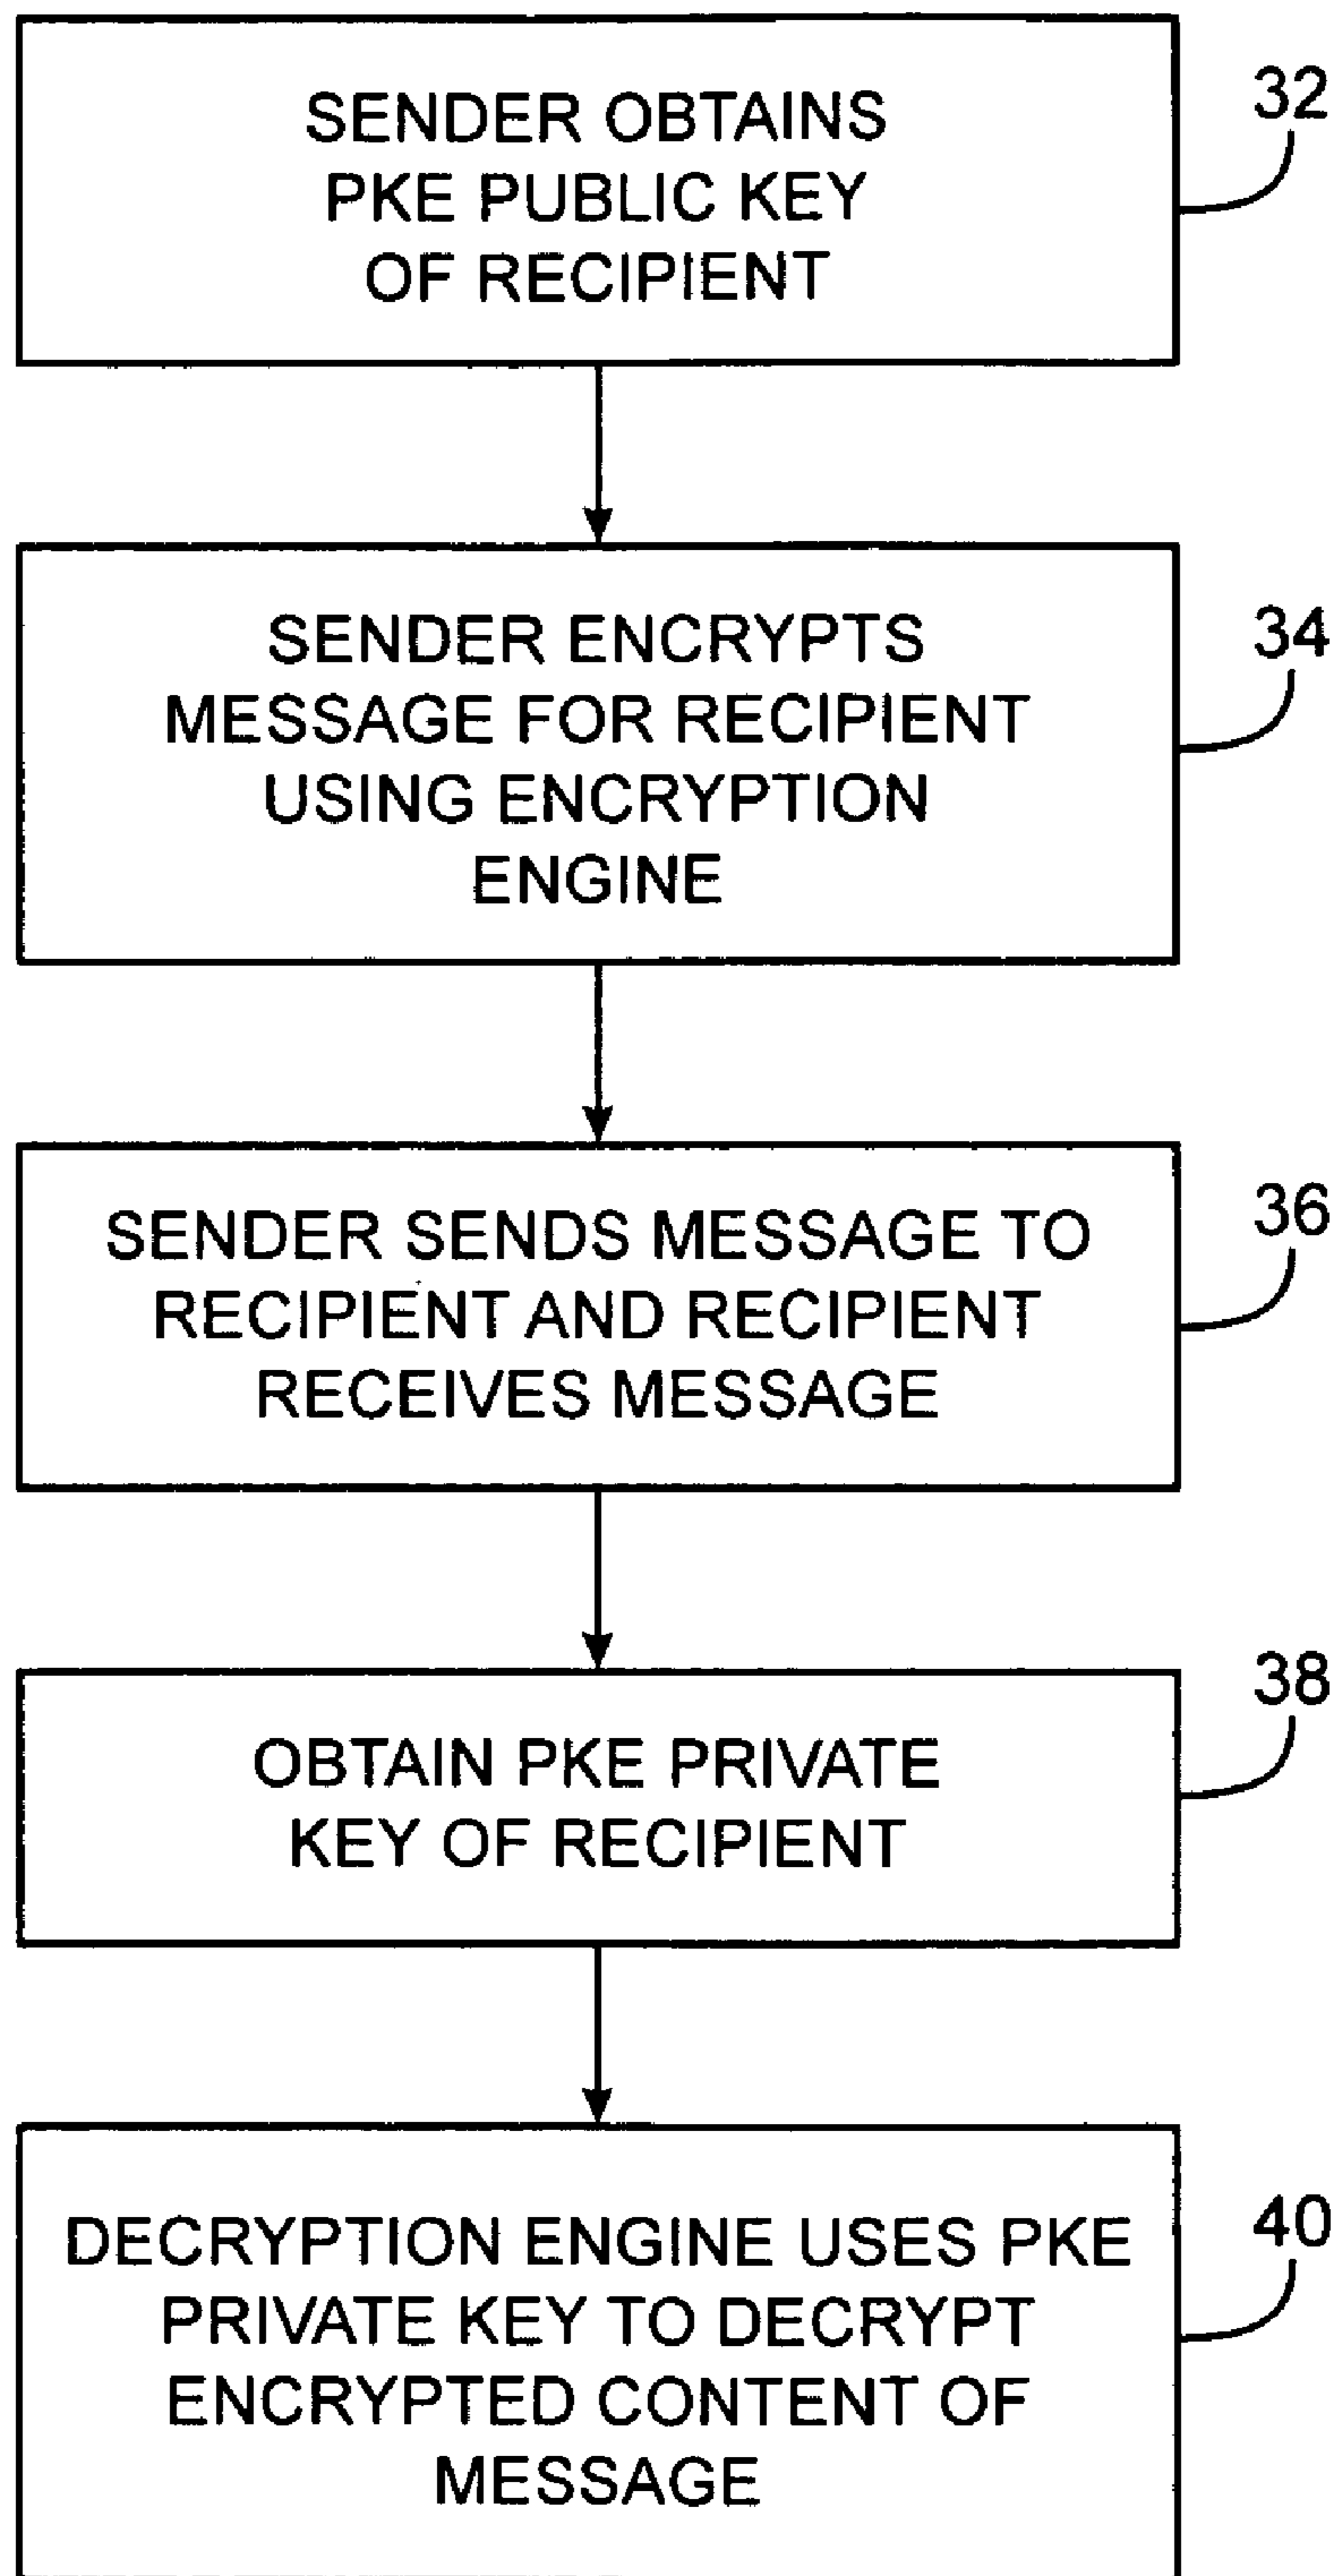 SENDER OBTAINS
PKE PUBLIC KEY
OF RECIPIENT
32
SENDER ENCRYPTS
MESSAGE FOR RECIPIENT
USING ENCRYPTION
ENGINE
34
SENDER SENDS MESSAGE TO
RECIPIENT AND RECIPIENT
RECEIVES MESSAGE
36
OBTAIN PKE PRIVATE
KEY OF RECIPIENT
38
DECRYPTION ENGINE USES PKE
PRIVATE KEY TO DECRYPT
ENCRYPTED CONTENT OF
MESSAGE
40